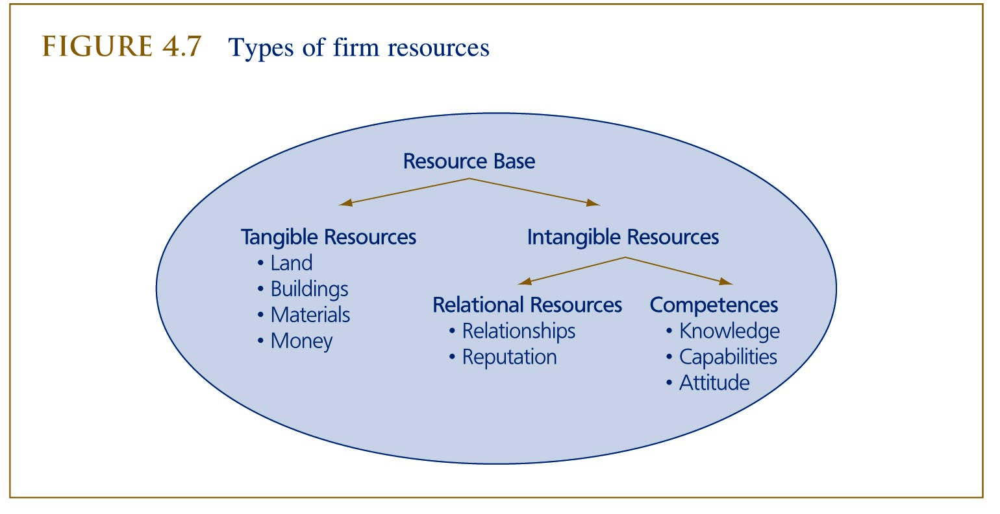 FIGURE 4.7 Types of firm resources
Resource Base
Tangible Resources
• Land
• Buildings
• Materials
• Money
Intangible Resources
Relational Resources
• Relationships
• Reputation
Competences
• Knowledge
• Capabilities
• Attitude